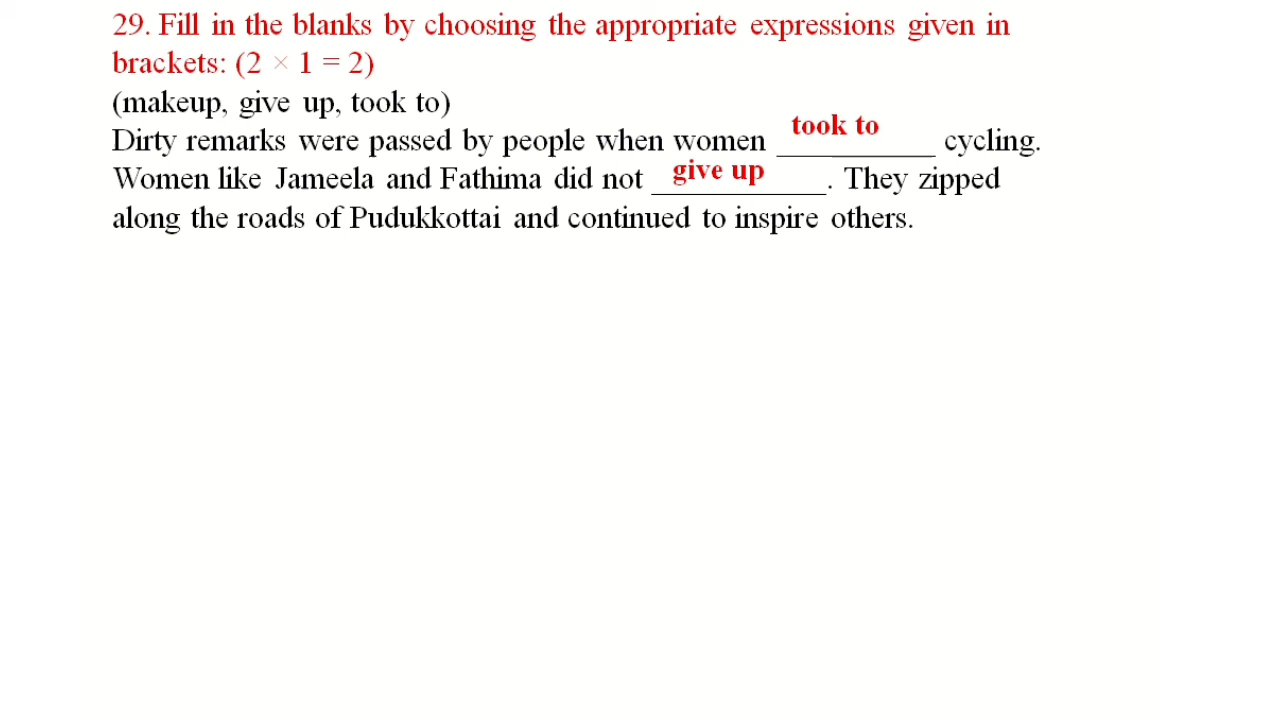 29. Fill in the blanks by choosing the appropriate expressions given in
brackets: (2 × 1 = 2)
(makeup, give up, took to)
Dirty remarks were passed by people when women took to cycling.
Women like Jameela and Fathima did not give up. They zipped
along the roads of Pudukkottai and continued to inspire others.